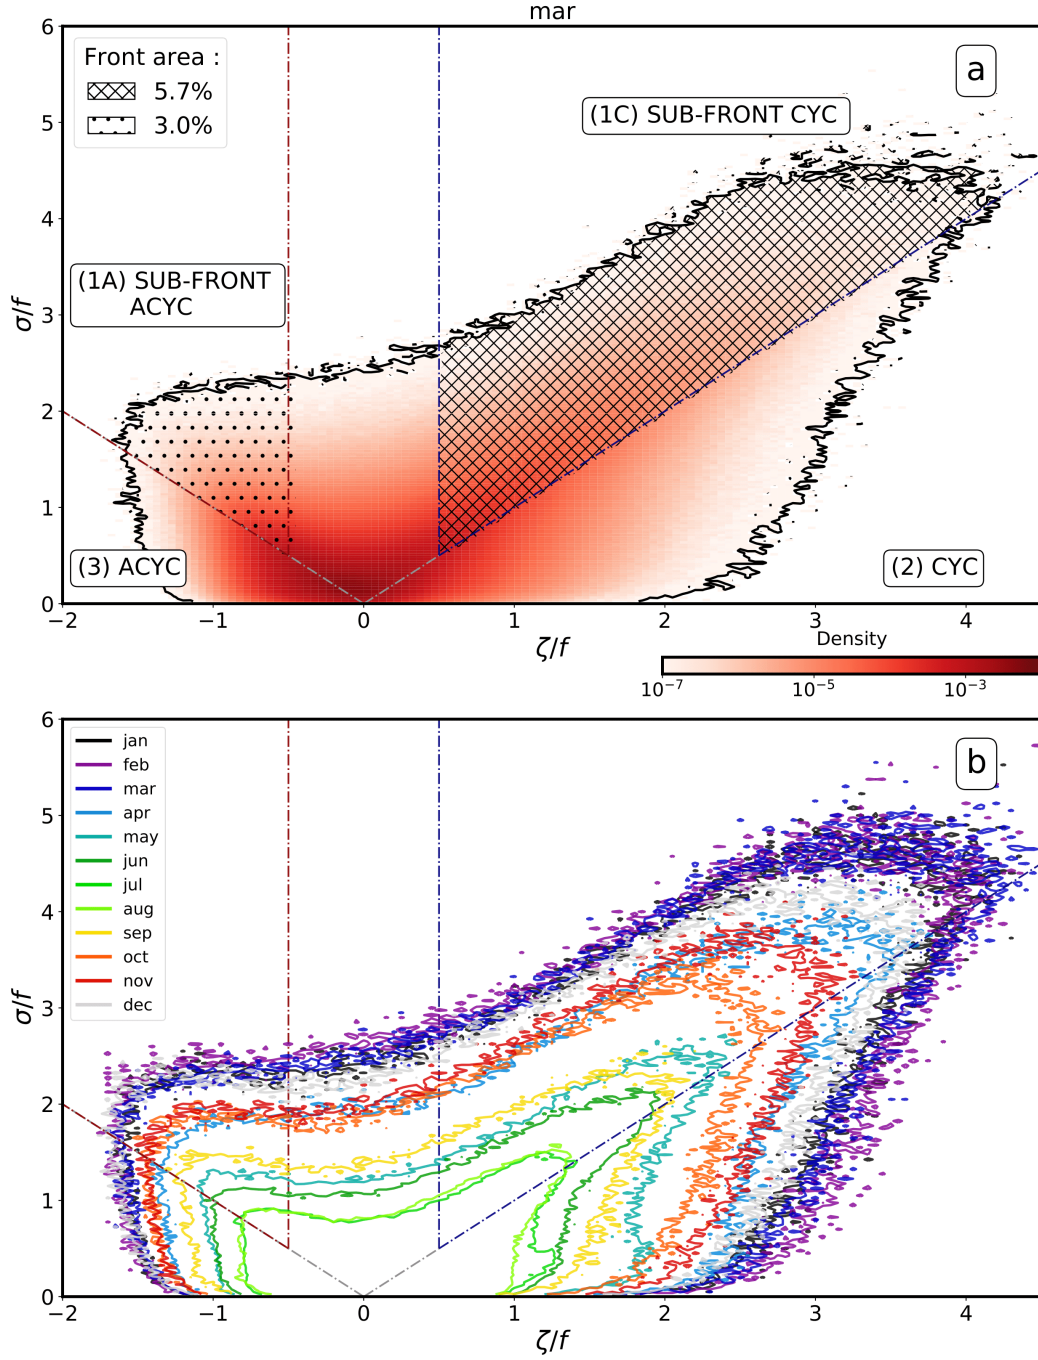 mar
6
5
4
3
2
1
0
σ/f
Front area :
5.7%
3.0%
a
(1C) SUB-FRONT CYC
(1A) SUB-FRONT
ACYC
(3) ACYC
(2) CYC
−2
−1
0
1
2
3
4
ζ/f
Density
10⁻⁷
10⁻⁵
10⁻³
6
5
4
3
2
1
0
σ/f
jan
feb
mar
apr
may
jun
jul
aug
sep
oct
nov
dec
b
−2
−1
0
1
2
3
4
ζ/f